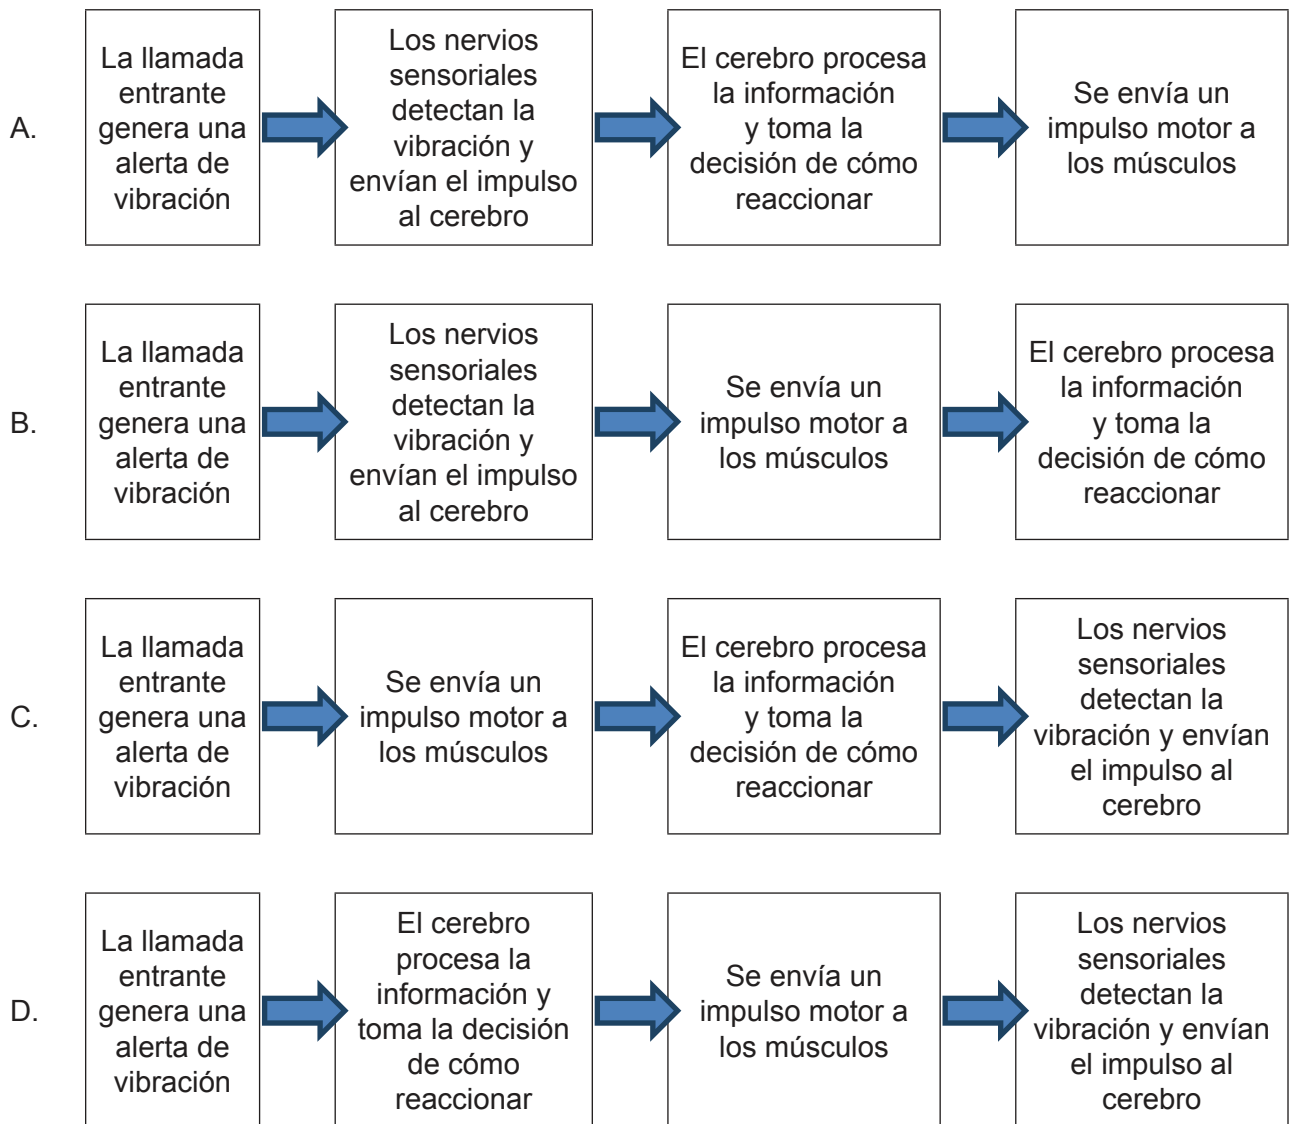 A.
La llamada
entrante
genera una
alerta de
vibración
Los nervios
sensoriales
detectan la
vibración y
envían el impulso
al cerebro
El cerebro procesa
la información
y toma la
decisión de cómo
reaccionar
Se envía un
impulso motor a
los músculos
B.
La llamada
entrante
genera una
alerta de
vibración
Los nervios
sensoriales
detectan la
vibración y
envían el impulso
al cerebro
Se envía un
impulso motor a
los músculos
El cerebro procesa
la información
y toma la
decisión de cómo
reaccionar
C.
La llamada
entrante
genera una
alerta de
vibración
Se envía un
impulso motor a
los músculos
El cerebro procesa
la información
y toma la
decisión de cómo
reaccionar
Los nervios
sensoriales
detectan la
vibración y envían
el impulso al
cerebro
D.
La llamada
entrante
genera una
alerta de
vibración
El cerebro
procesa la
información y
toma la decisión
de cómo
reaccionar
Se envía un
impulso motor a
los músculos
Los nervios
sensoriales
detectan la
vibración y envían
el impulso al
cerebro